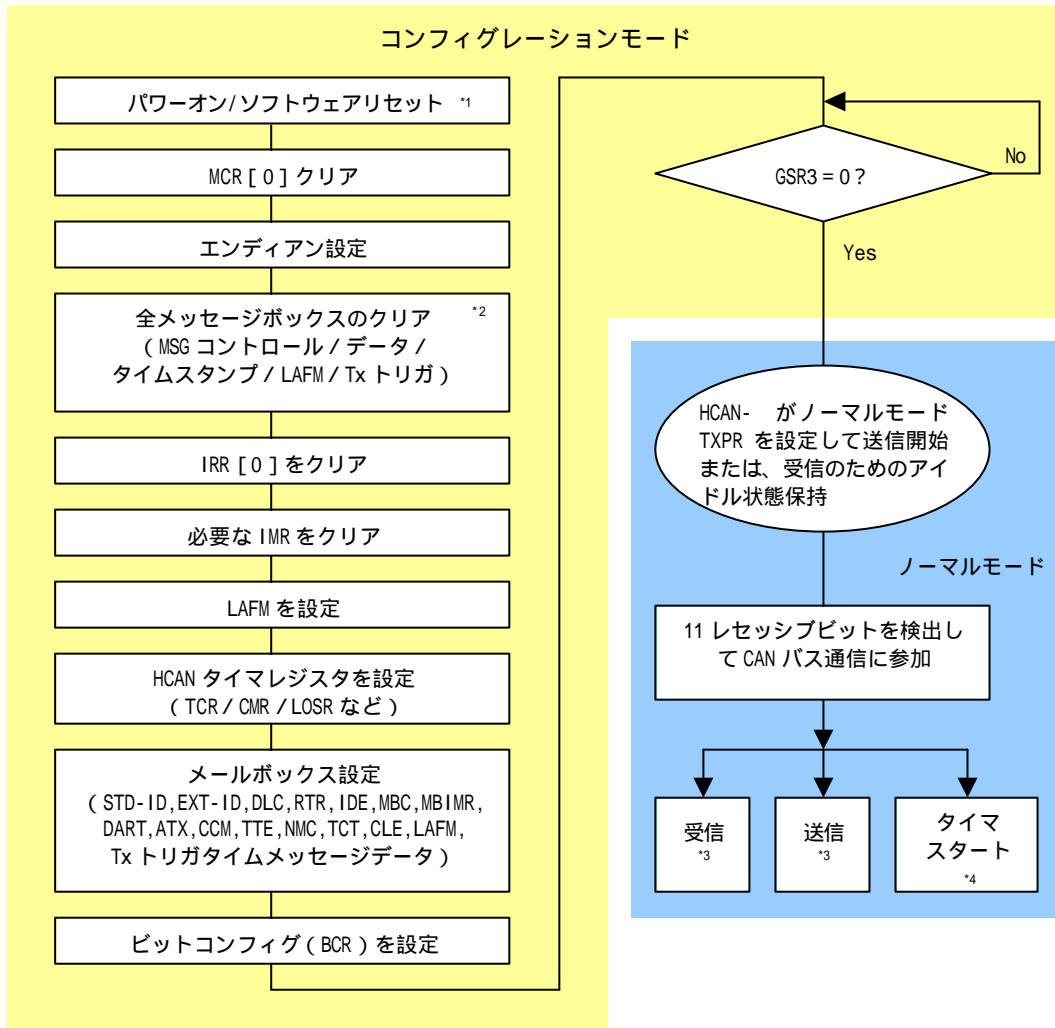 コンフィグレーションモード
パワーオン/ソフトウェアリセット *1
MCR [ 0 ] クリア
エンディアン設定
全メッセージボックスのクリア *2
( MSG コントロール / データ /
タイムスタンプ / LAFM / Tx トリガ )
IRR [ 0 ] をクリア
必要な IMR をクリア
LAFM を設定
HCAN タイマレジスタを設定
( TCR / CMR / LOSR など )
メールボックス設定
( STD-ID,EXT-ID,DLC,RTR,IDE,MBC,MBIMR,
DART,ATX,CCM,TTE,NMC,TCT,CLE,LAFM,
Tx トリガタイムメッセージデータ )
ビットコンフィグ ( BCR ) を設定
GSR3 = 0 ?
No
Yes
HCAN- がノーマルモード
TXPR を設定して送信開始
または、受信のためのアイ
ドル状態保持
ノーマルモード
11 レセッシブビットを検出し
て CAN バス通信に参加
受信
*3
送信
*3
タイマ
スタート
*4